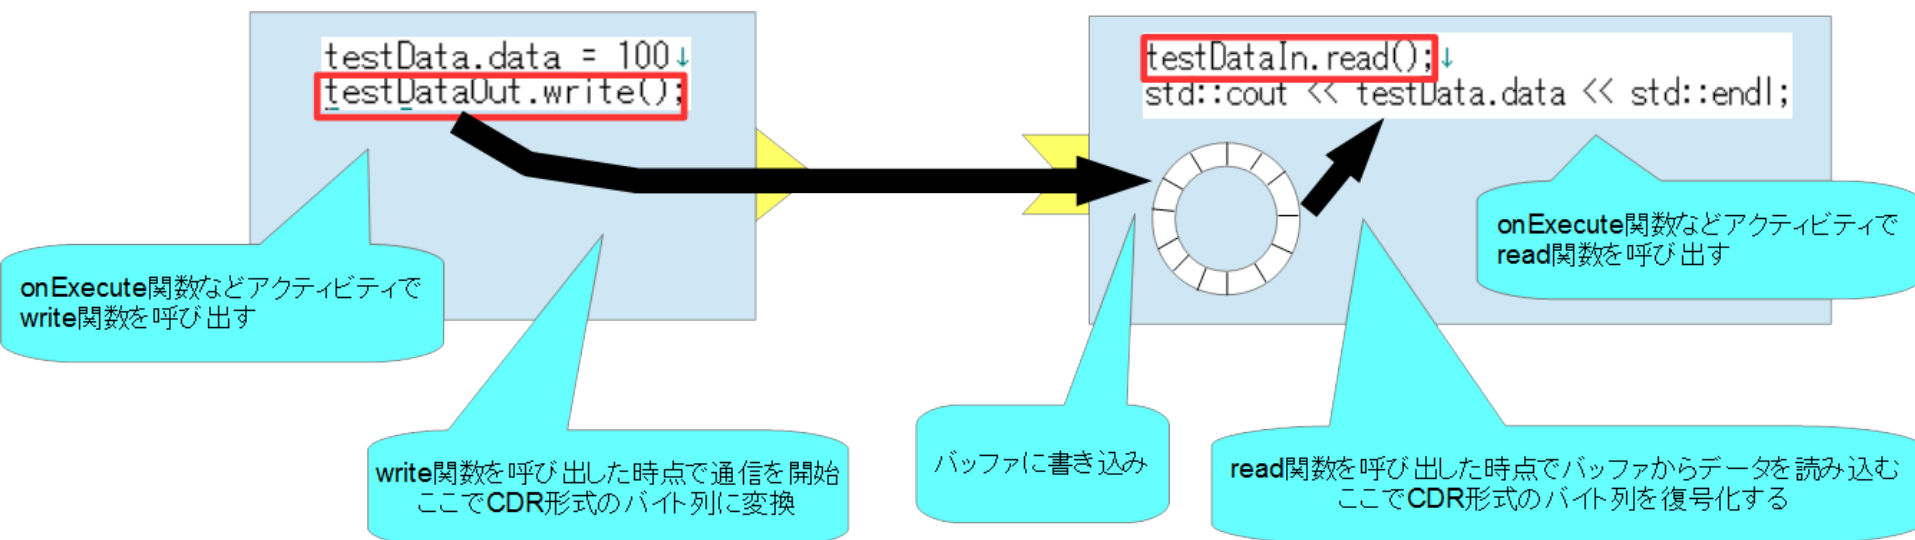 testData.data = 100↓
testDataOut.write();
testDataIn.read();↓
std::cout << testData.data << std::endl;
onExecute関数などアクティビティで
write関数を呼び出す
onExecute関数などアクティビティで
read関数を呼び出す
write関数を呼び出した時点で通信を開始
ここでCDR形式のバイト列に変換
バッファに書き込み
read関数を呼び出した時点でバッファからデータを読み込む
ここでCDR形式のバイト列を復号化する